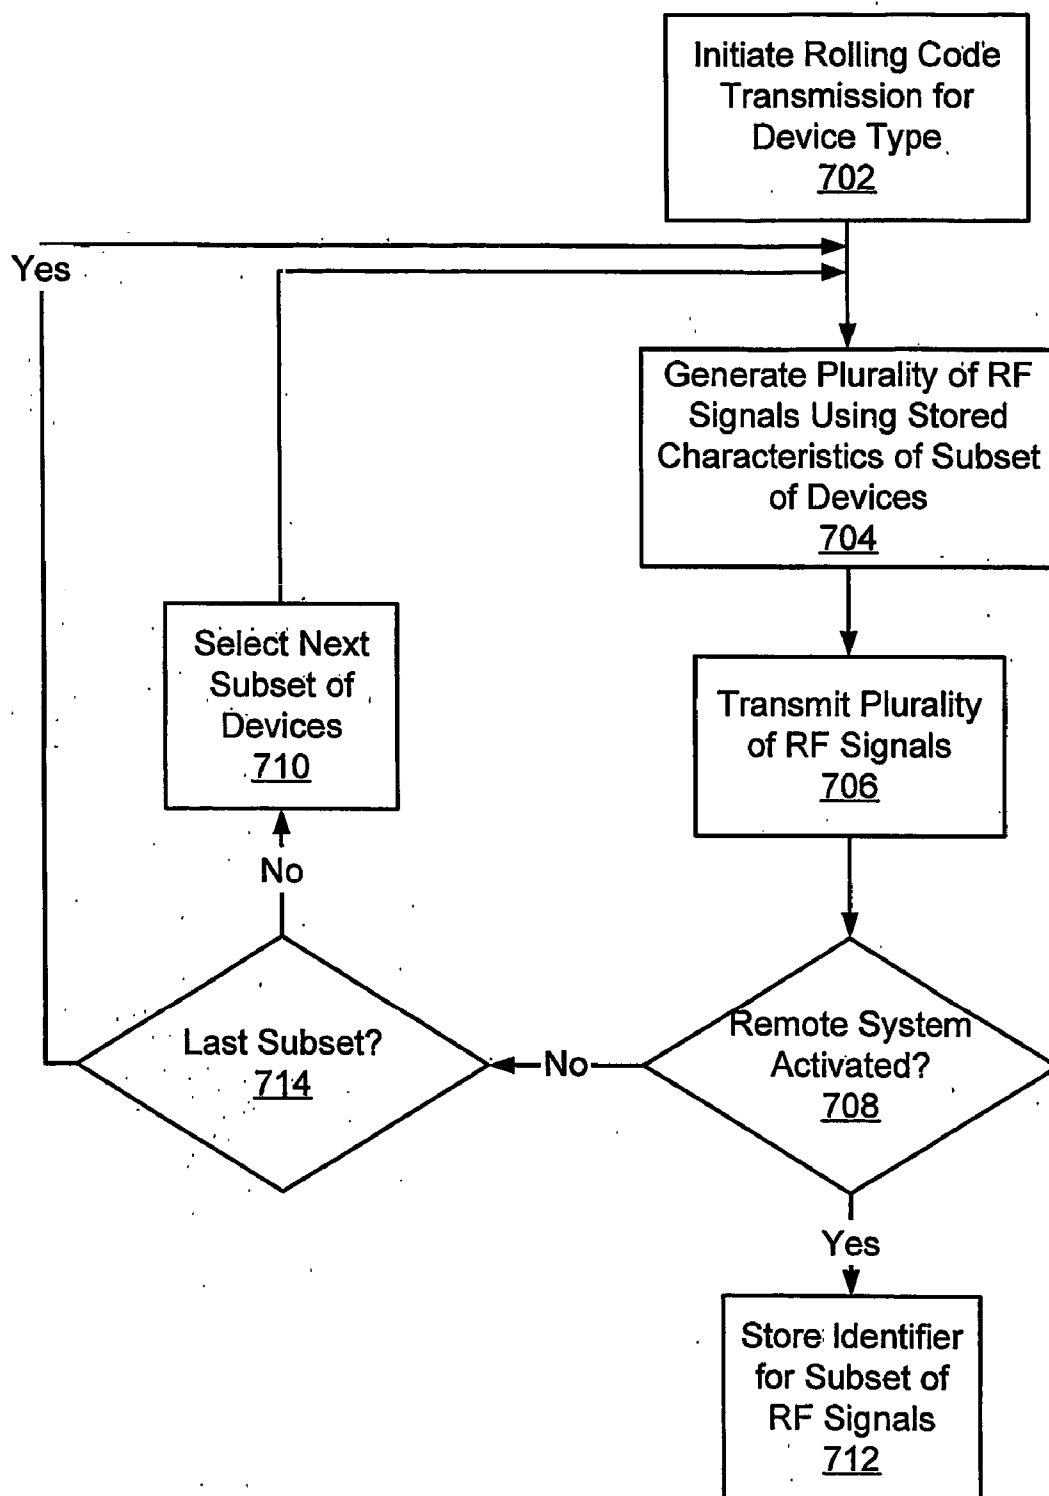 Initiate Rolling Code
Transmission for
Device Type
702
Yes
Generate Plurality of RF
Signals Using Stored
Characteristics of Subset
of Devices
704
Select Next
Subset of
Devices
710
Transmit Plurality
of RF Signals
706
No
Last Subset?
714
No
Remote System
Activated?
708
Yes
Store Identifier
for Subset of
RF Signals
712